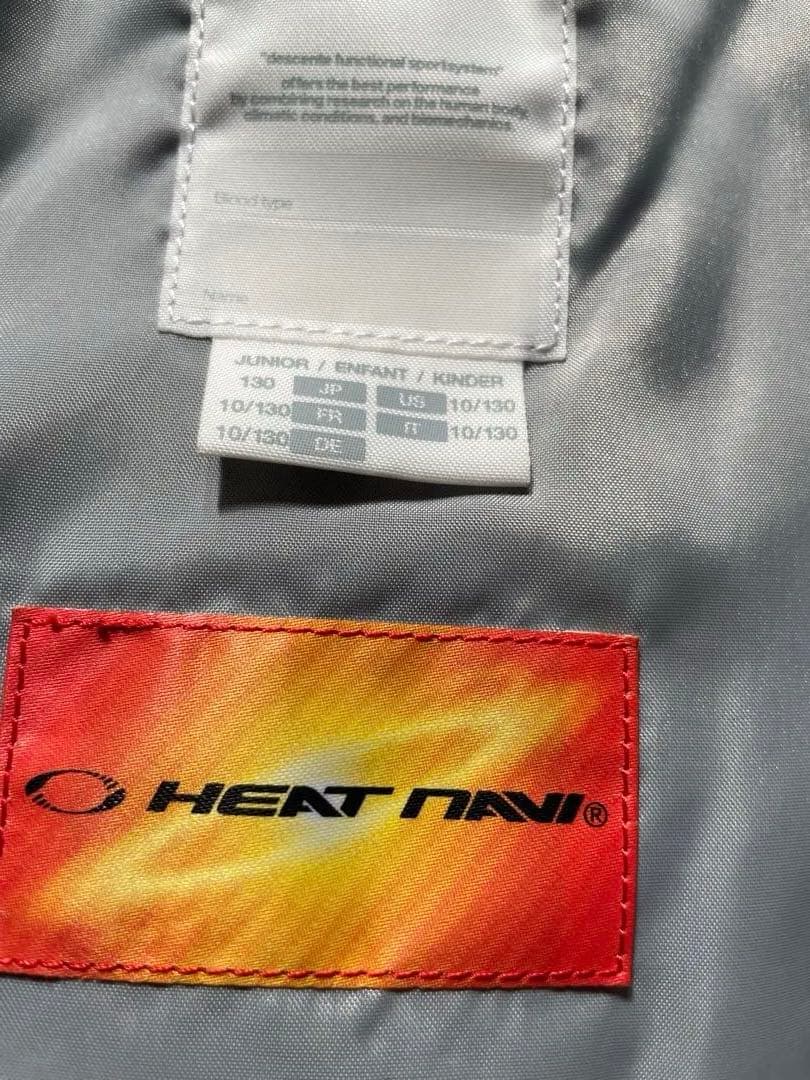 "descente functional sportsystem"
offers the best performance
by combining research on the human body,
climatic conditions, and biomechanics.
Blood type
Name
JUNIOR / ENFANT / KINDER
130 JP US 10/130
10/130 FR IT 10/130
10/130 DE
HEAT NAVI®